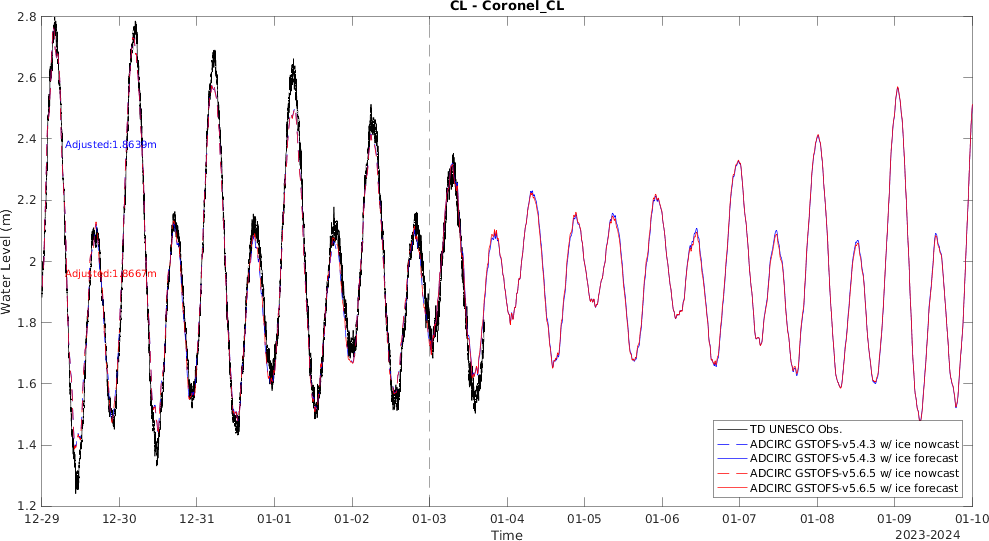 CL - Coronel_CL
2.8
2.6
2.4
2.2
2
1.8
1.6
1.4
1.2
Water Level (m)
Adjusted:1.8639m
Adjusted:1.8667m
TD UNESCO Obs.
ADCIRC GSTOFS-v5.4.3 w/ ice nowcast
ADCIRC GSTOFS-v5.4.3 w/ ice forecast
ADCIRC GSTOFS-v5.6.5 w/ ice nowcast
ADCIRC GSTOFS-v5.6.5 w/ ice forecast
12-29 12-30 12-31 01-01 01-02 01-03 01-04 01-05 01-06 01-07 01-08 01-09 01-10
Time
2023-2024